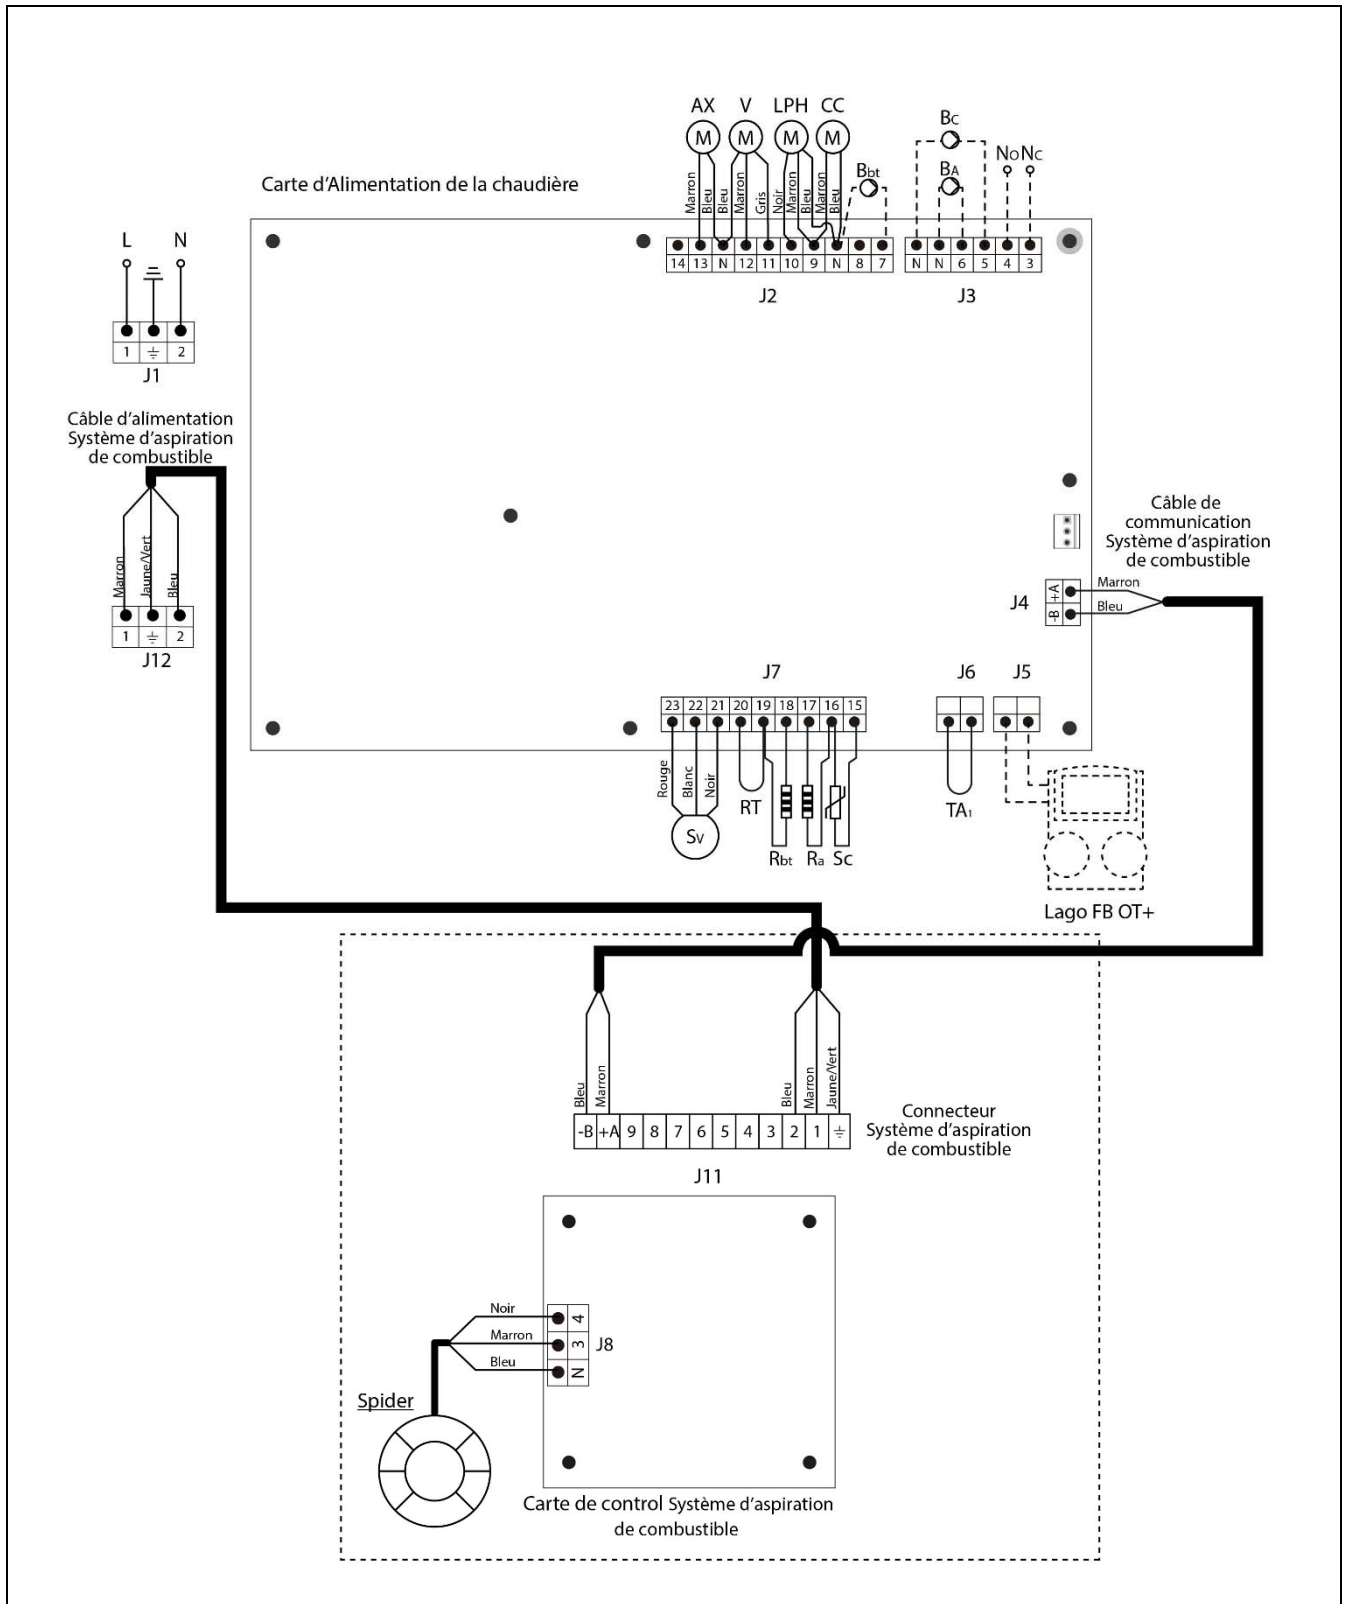 AX V LPH CC
M M M M
Bbt
Bc
BA
No Nc
Marron Bleu Bleu Marron Gris Noir Marron Bleu Marron Bleu
Carte d'Alimentation de la chaudière
14 13 N 12 11 10 9 N 8 7
J2
N N 6 5 4 3
J3
L N
1 2
J1
Câble d'alimentation
Système d'aspiration
de combustible
Marron Jaune/Vert Bleu
1 2
J12
Câble de
communication
Système d'aspiration
de combustible
J4
+A
-B
Marron
Bleu
J7
23 22 21 20 19 18 17 16 15
J6
J5
Rouge Blanc Noir
Sv
RT
Rbt
Ra
Sc
TA1
Lago FB OT+
Bleu Marron
Bleu Marron Jaune/Vert
-B +A 9 8 7 6 5 4 3 2 1
J11
Connecteur
Système d'aspiration
de combustible
Noir
Marron
Bleu
4
3
N
J8
Spider
Carte de control Système d'aspiration
de combustible